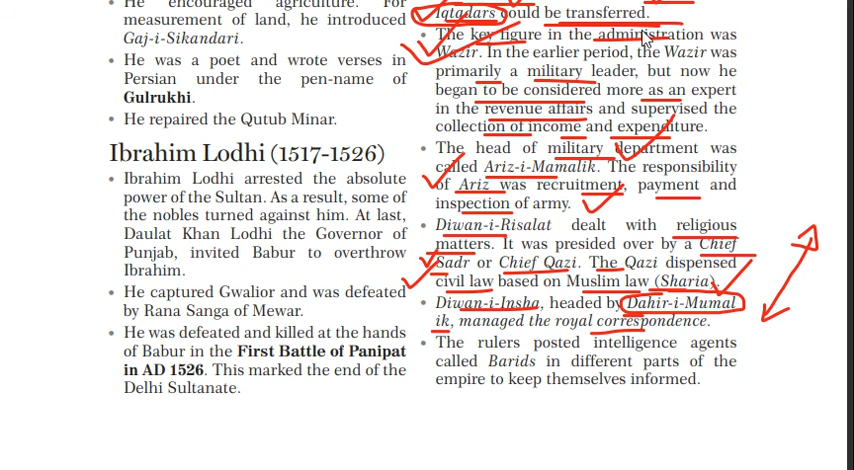 • He encouraged agriculture. For
measurement of land, he introduced
Gaj-i-Sikandari.
• He was a poet and wrote verses in
Persian under the pen-name of
Gulrukhi.
• He repaired the Qutub Minar.
Ibrahim Lodhi (1517-1526)
• Ibrahim Lodhi arrested the absolute
power of the Sultan. As a result, some of
the nobles turned against him. At last,
Daulat Khan Lodhi the Governor of
Punjab, invited Babur to overthrow
Ibrahim.
• He captured Gwalior and was defeated
by Rana Sanga of Mewar.
• He was defeated and killed at the hands
of Babur in the First Battle of Panipat
in AD 1526. This marked the end of the
Delhi Sultanate.
Iqtadars could be transferred.
• The key figure in the administration was
Wazir. In the earlier period, the Wazir was
primarily a military leader, but now he
began to be considered more as an expert
in the revenue affairs and supervised the
collection of income and expenditure.
• The head of military department was
called Ariz-i-Mamalik. The responsibility
of Ariz was recruitment, payment and
inspection of army.
• Diwan-i-Risalat dealt with religious
matters. It was presided over by a Chief
Sadr or Chief Qazi. The Qazi dispensed
civil law based on Muslim law (Sharia).
• Diwan-i-Insha, headed by Dahir-i-Mumal
ik, managed the royal correspondence.
• The rulers posted intelligence agents
called Barids in different parts of the
empire to keep themselves informed.